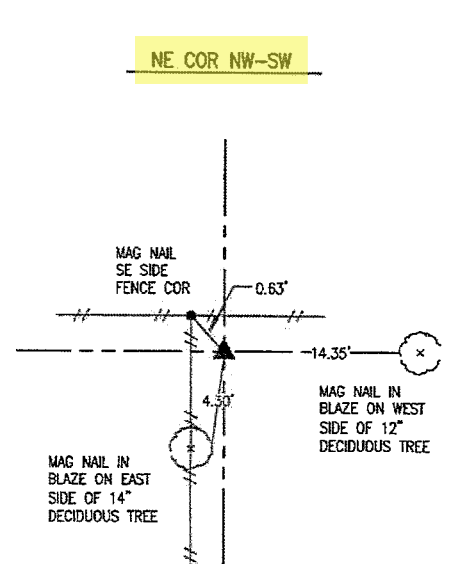 NE COR NW-SW
MAG NAIL
SE SIDE
FENCE COR
0.63'
14.35'
4.30'
MAG NAIL IN
BLAZE ON WEST
SIDE OF 12"
DECIDUOUS TREE
MAG NAIL IN
BLAZE ON EAST
SIDE OF 14"
DECIDUOUS TREE